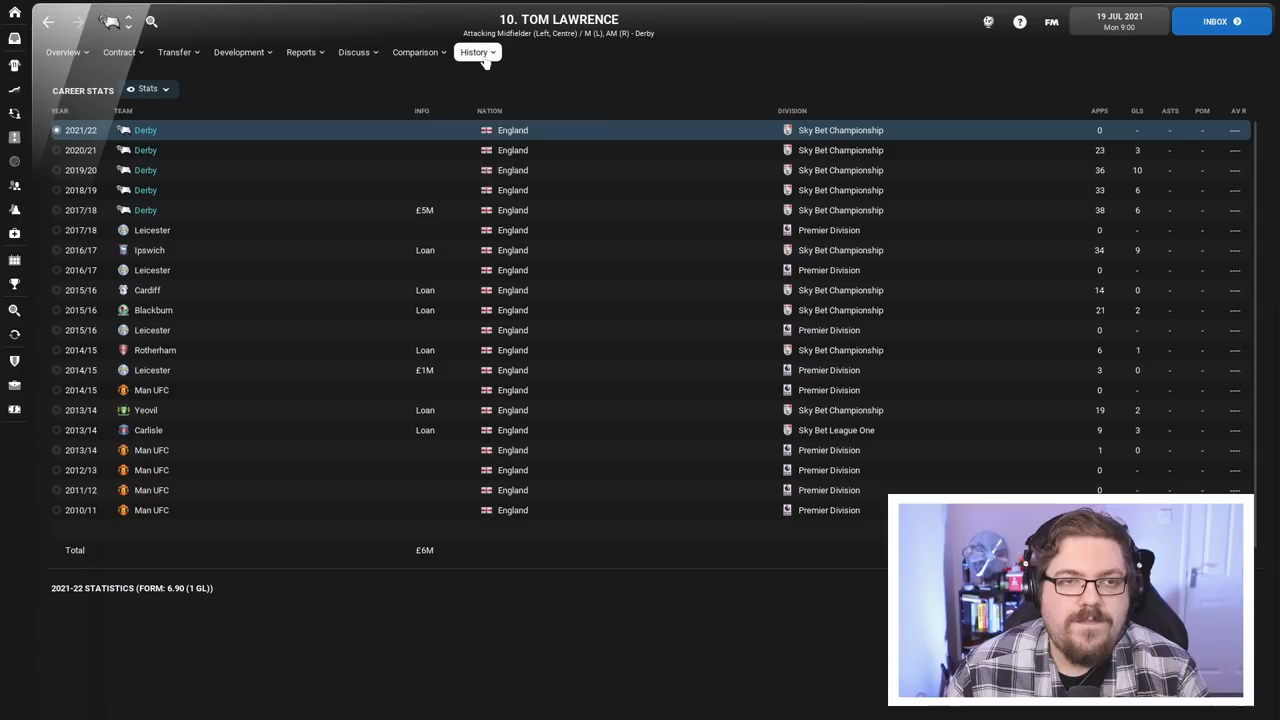 10. TOM LAWRENCE
Attacking Midfielder (Left, Centre) / M (L), AM (R) - Derby
? FM 19 JUL 2021 Mon 9:00 INBOX
Overview Contract Transfer Development Reports Discuss Comparison History
CAREER STATS Stats
YEAR TEAM INFO NATION DIVISION APPS GLS ASTS POM AV R
2021/22 Derby England Sky Bet Championship 0 - - - ----
2020/21 Derby England Sky Bet Championship 23 3 - - ----
2019/20 Derby England Sky Bet Championship 36 10 - - ----
2018/19 Derby England Sky Bet Championship 33 6 - - ----
2017/18 Derby £5M England Sky Bet Championship 38 6 - - ----
2017/18 Leicester England Premier Division 0 - - - ----
2016/17 Ipswich Loan England Sky Bet Championship 34 9 - - ----
2016/17 Leicester England Premier Division 0 - - - ----
2015/16 Cardiff Loan England Sky Bet Championship 14 0 - - ----
2015/16 Blackburn Loan England Sky Bet Championship 21 2 - - ----
2015/16 Leicester England Premier Division 0 - - - ----
2014/15 Rotherham Loan England Sky Bet Championship 6 1 - - ----
2014/15 Leicester £1M England Premier Division 3 0 - - ----
2014/15 Man UFC England Premier Division 0 - - - ----
2013/14 Yeovil Loan England Sky Bet Championship 19 2 - - ----
2013/14 Carlisle Loan England Sky Bet League One 9 3 - - ----
2013/14 Man UFC England Premier Division 1 0 - - ----
2012/13 Man UFC England Premier Division 0 - - - ----
2011/12 Man UFC England Premier Division 0 - - - ----
2010/11 Man UFC England Premier Division
Total £6M
2021-22 STATISTICS (FORM: 6.90 (1 GL))